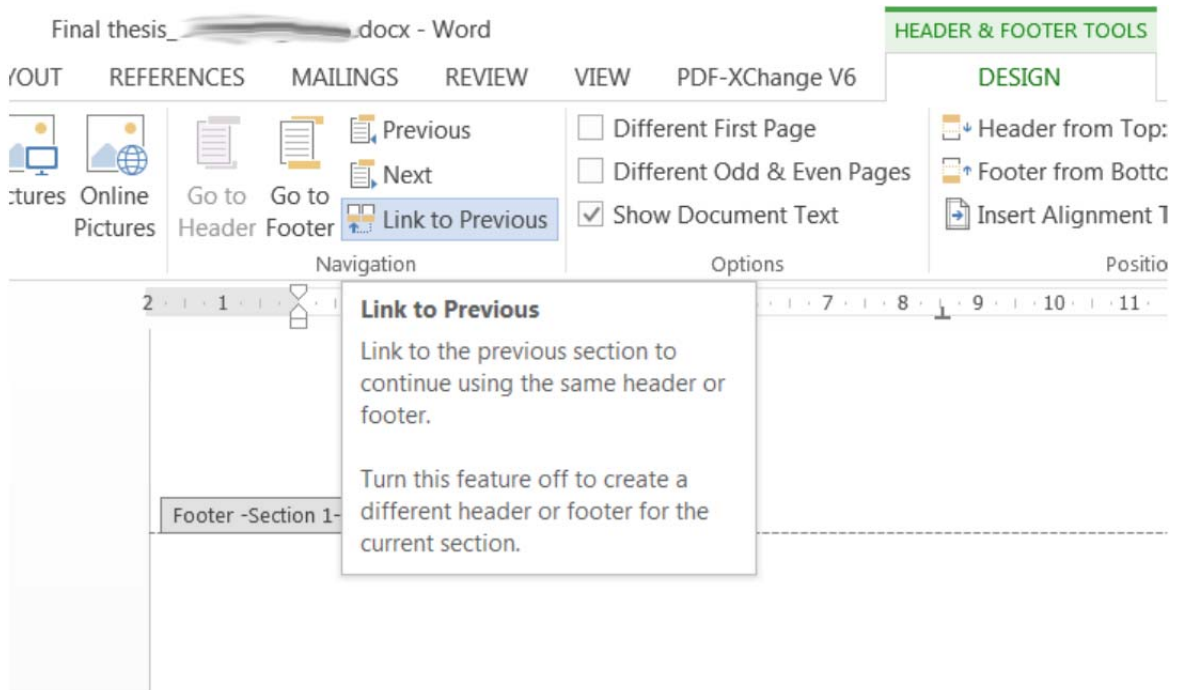 Final thesis_ .docx - Word
HEADER & FOOTER TOOLS
YOUT REFERENCES MAILINGS REVIEW VIEW PDF-XChange V6 DESIGN
Previous
Different First Page
Header from Top:
Next
Different Odd & Even Pages
Footer from Botto
ctures Online Pictures
Go to Header
Go to Footer
Link to Previous
Show Document Text
Insert Alignment T
Navigation
Options
Positio
2 1 7 8 9 10 11
Link to Previous
Link to the previous section to
continue using the same header or
footer.
Turn this feature off to create a
different header or footer for the
current section.
Footer -Section 1-